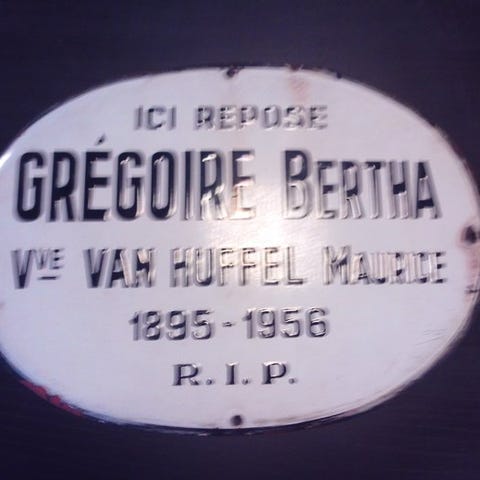 ICI REPOSE
GRÉGOIRE BERTHA
VVE VAN HUFFEL MAURICE
1895-1956
R.I.P.